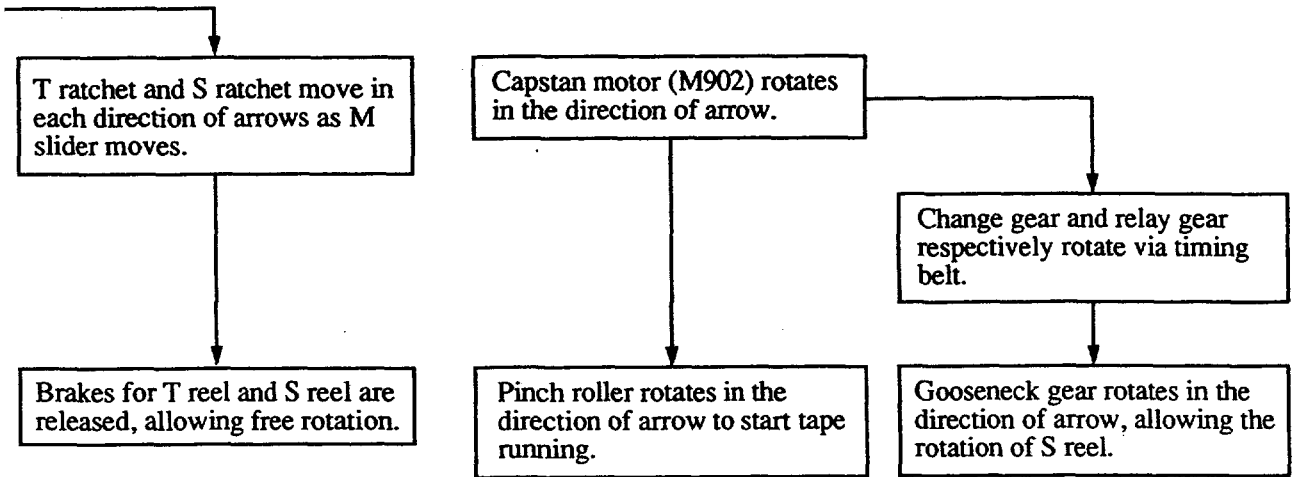 T ratchet and S ratchet move in
each direction of arrows as M
slider moves.
Brakes for T reel and S reel are
released, allowing free rotation.
Capstan motor (M902) rotates
in the direction of arrow.
Pinch roller rotates in the
direction of arrow to start tape
running.
Change gear and relay gear
respectively rotate via timing
belt.
Gooseneck gear rotates in the
direction of arrow, allowing the
rotation of S reel.